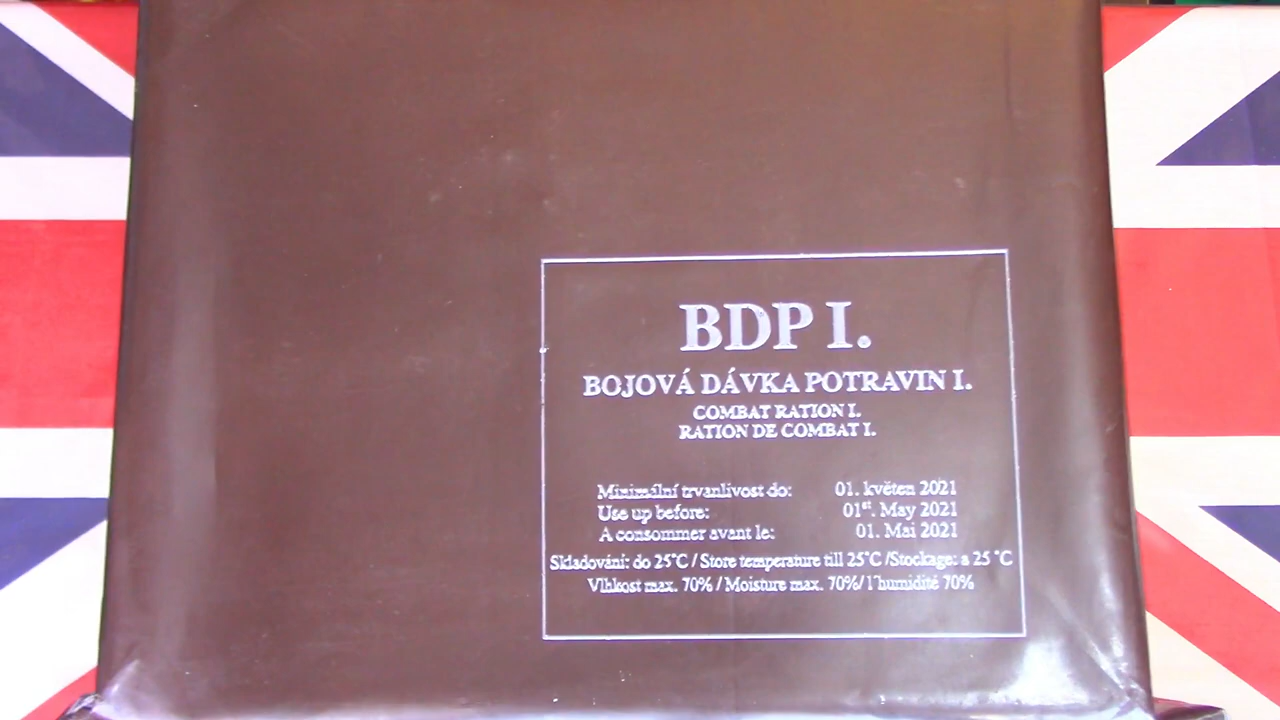 BDP I.
BOJOVÁ DÁVKA POTRAVIN I.
COMBAT RATION I.
RATION DE COMBAT I.
Minimální trvanlivost do: 01. květen 2021
Use up before: 01st. May 2021
A consommer avant le: 01. Mai 2021
Skladování: do 25°C / Store temperature till 25°C /Stockage: a 25 °C
Vlhkost max. 70% / Moisture max. 70%/ l'humidité 70%